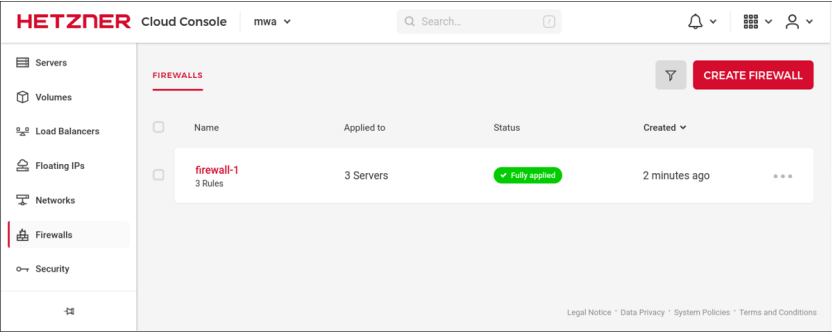 HETZNER Cloud Console mwa Search... /
Servers
Volumes
Load Balancers
Floating IPs
Networks
Firewalls
Security
FIREWALLS
CREATE FIREWALL
Name Applied to Status Created
firewall-1 3 Servers Fully applied 2 minutes ago
3 Rules
Legal Notice · Data Privacy · System Policies · Terms and Conditions